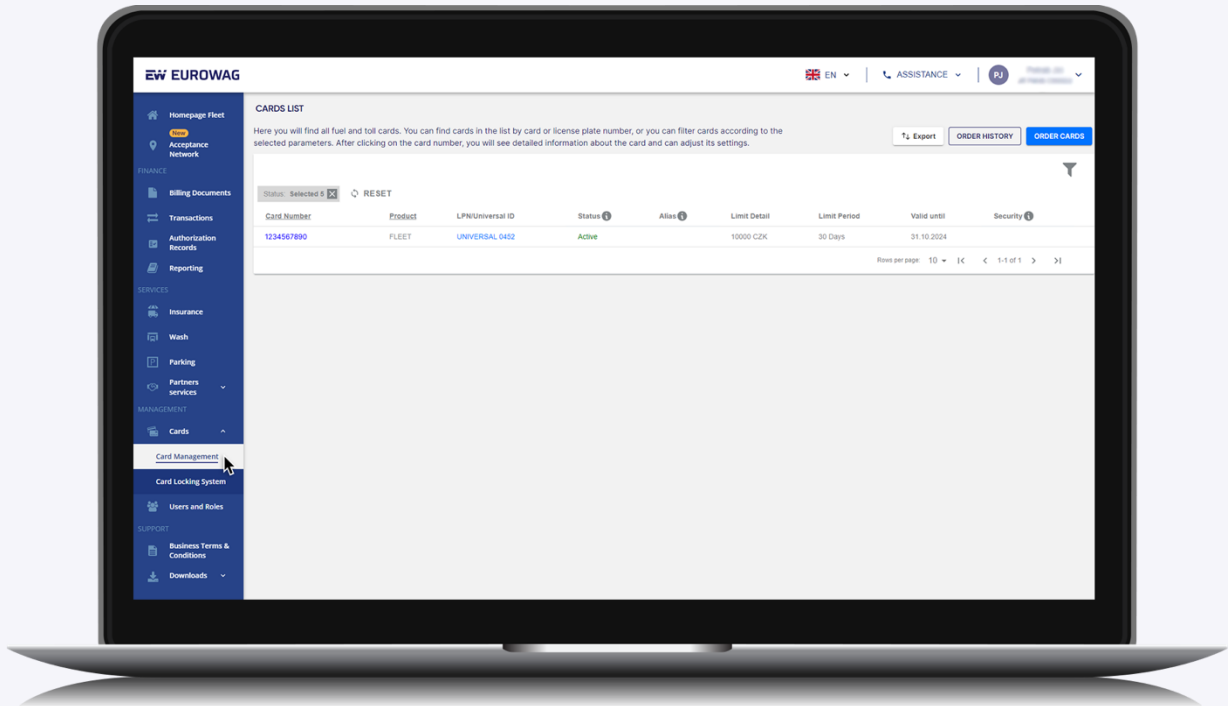 EW EUROWAG
EN
ASSISTANCE
PJ
Homepage Fleet
New
Acceptance
Network
FINANCE
Billing Documents
Transactions
Authorization
Records
Reporting
SERVICES
Insurance
Wash
Parking
Partners
services
MANAGEMENT
Cards
Card Management
Card Locking System
Users and Roles
SUPPORT
Business Terms &
Conditions
Downloads
CARDS LIST
Here you will find all fuel and toll cards. You can find cards in the list by card or license plate number, or you can filter cards according to the
selected parameters. After clicking on the card number, you will see detailed information about the card and can adjust its settings.
Export
ORDER HISTORY
ORDER CARDS
Status: Selected 5
RESET
Card Number Product LPN/Universal ID Status Alias Limit Detail Limit Period Valid until Security
1234567890 FLEET UNIVERSAL 0452 Active 10000 CZK 30 Days 31.10.2024
Rows per page: 10 1-1 of 1